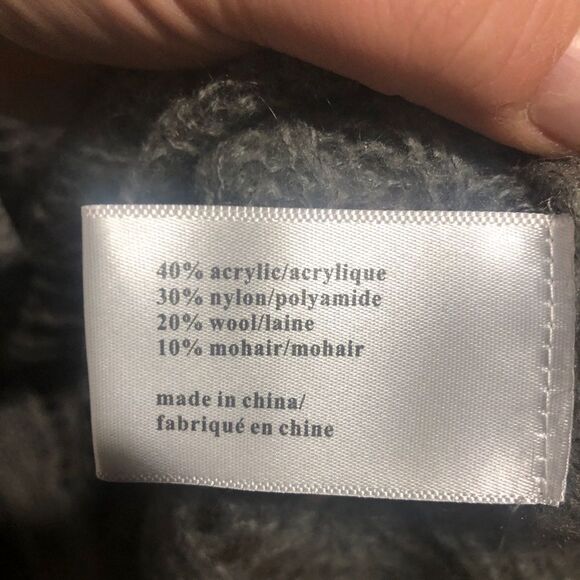 40% acrylic/acrylique
30% nylon/polyamide
20% wool/laine
10% mohair/mohair
made in china/
fabriqué en chine